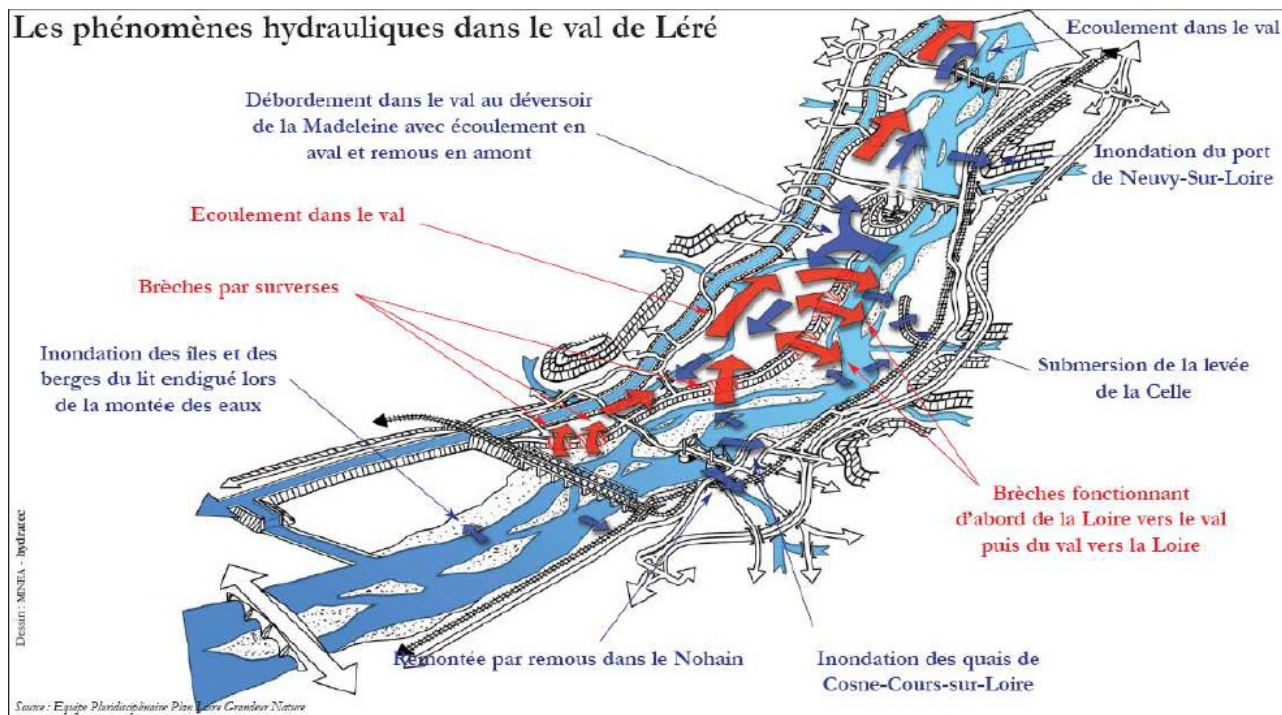 Les phénomènes hydrauliques dans le val de Léré
Ecoulement dans le val
Débordement dans le val au déversoir
de la Madeleine avec écoulement en
aval et remous en amont
Inondation du port
de Neuvy-Sur-Loire
Ecoulement dans le val
Brèches par surverses
Inondation des îles et des
berges du lit endigué lors
de la montée des eaux
Submersion de la levée
de la Celle
Brèches fonctionnant
d'abord de la Loire vers le val
puis du val vers la Loire
Remontée par remous dans le Nohain
Inondation des quais de
Cosne-Cours-sur-Loire
Dessin : MINEA - hydratec
Source : Equipe Pluridisciplinaire Plan Loire Grandeur Nature